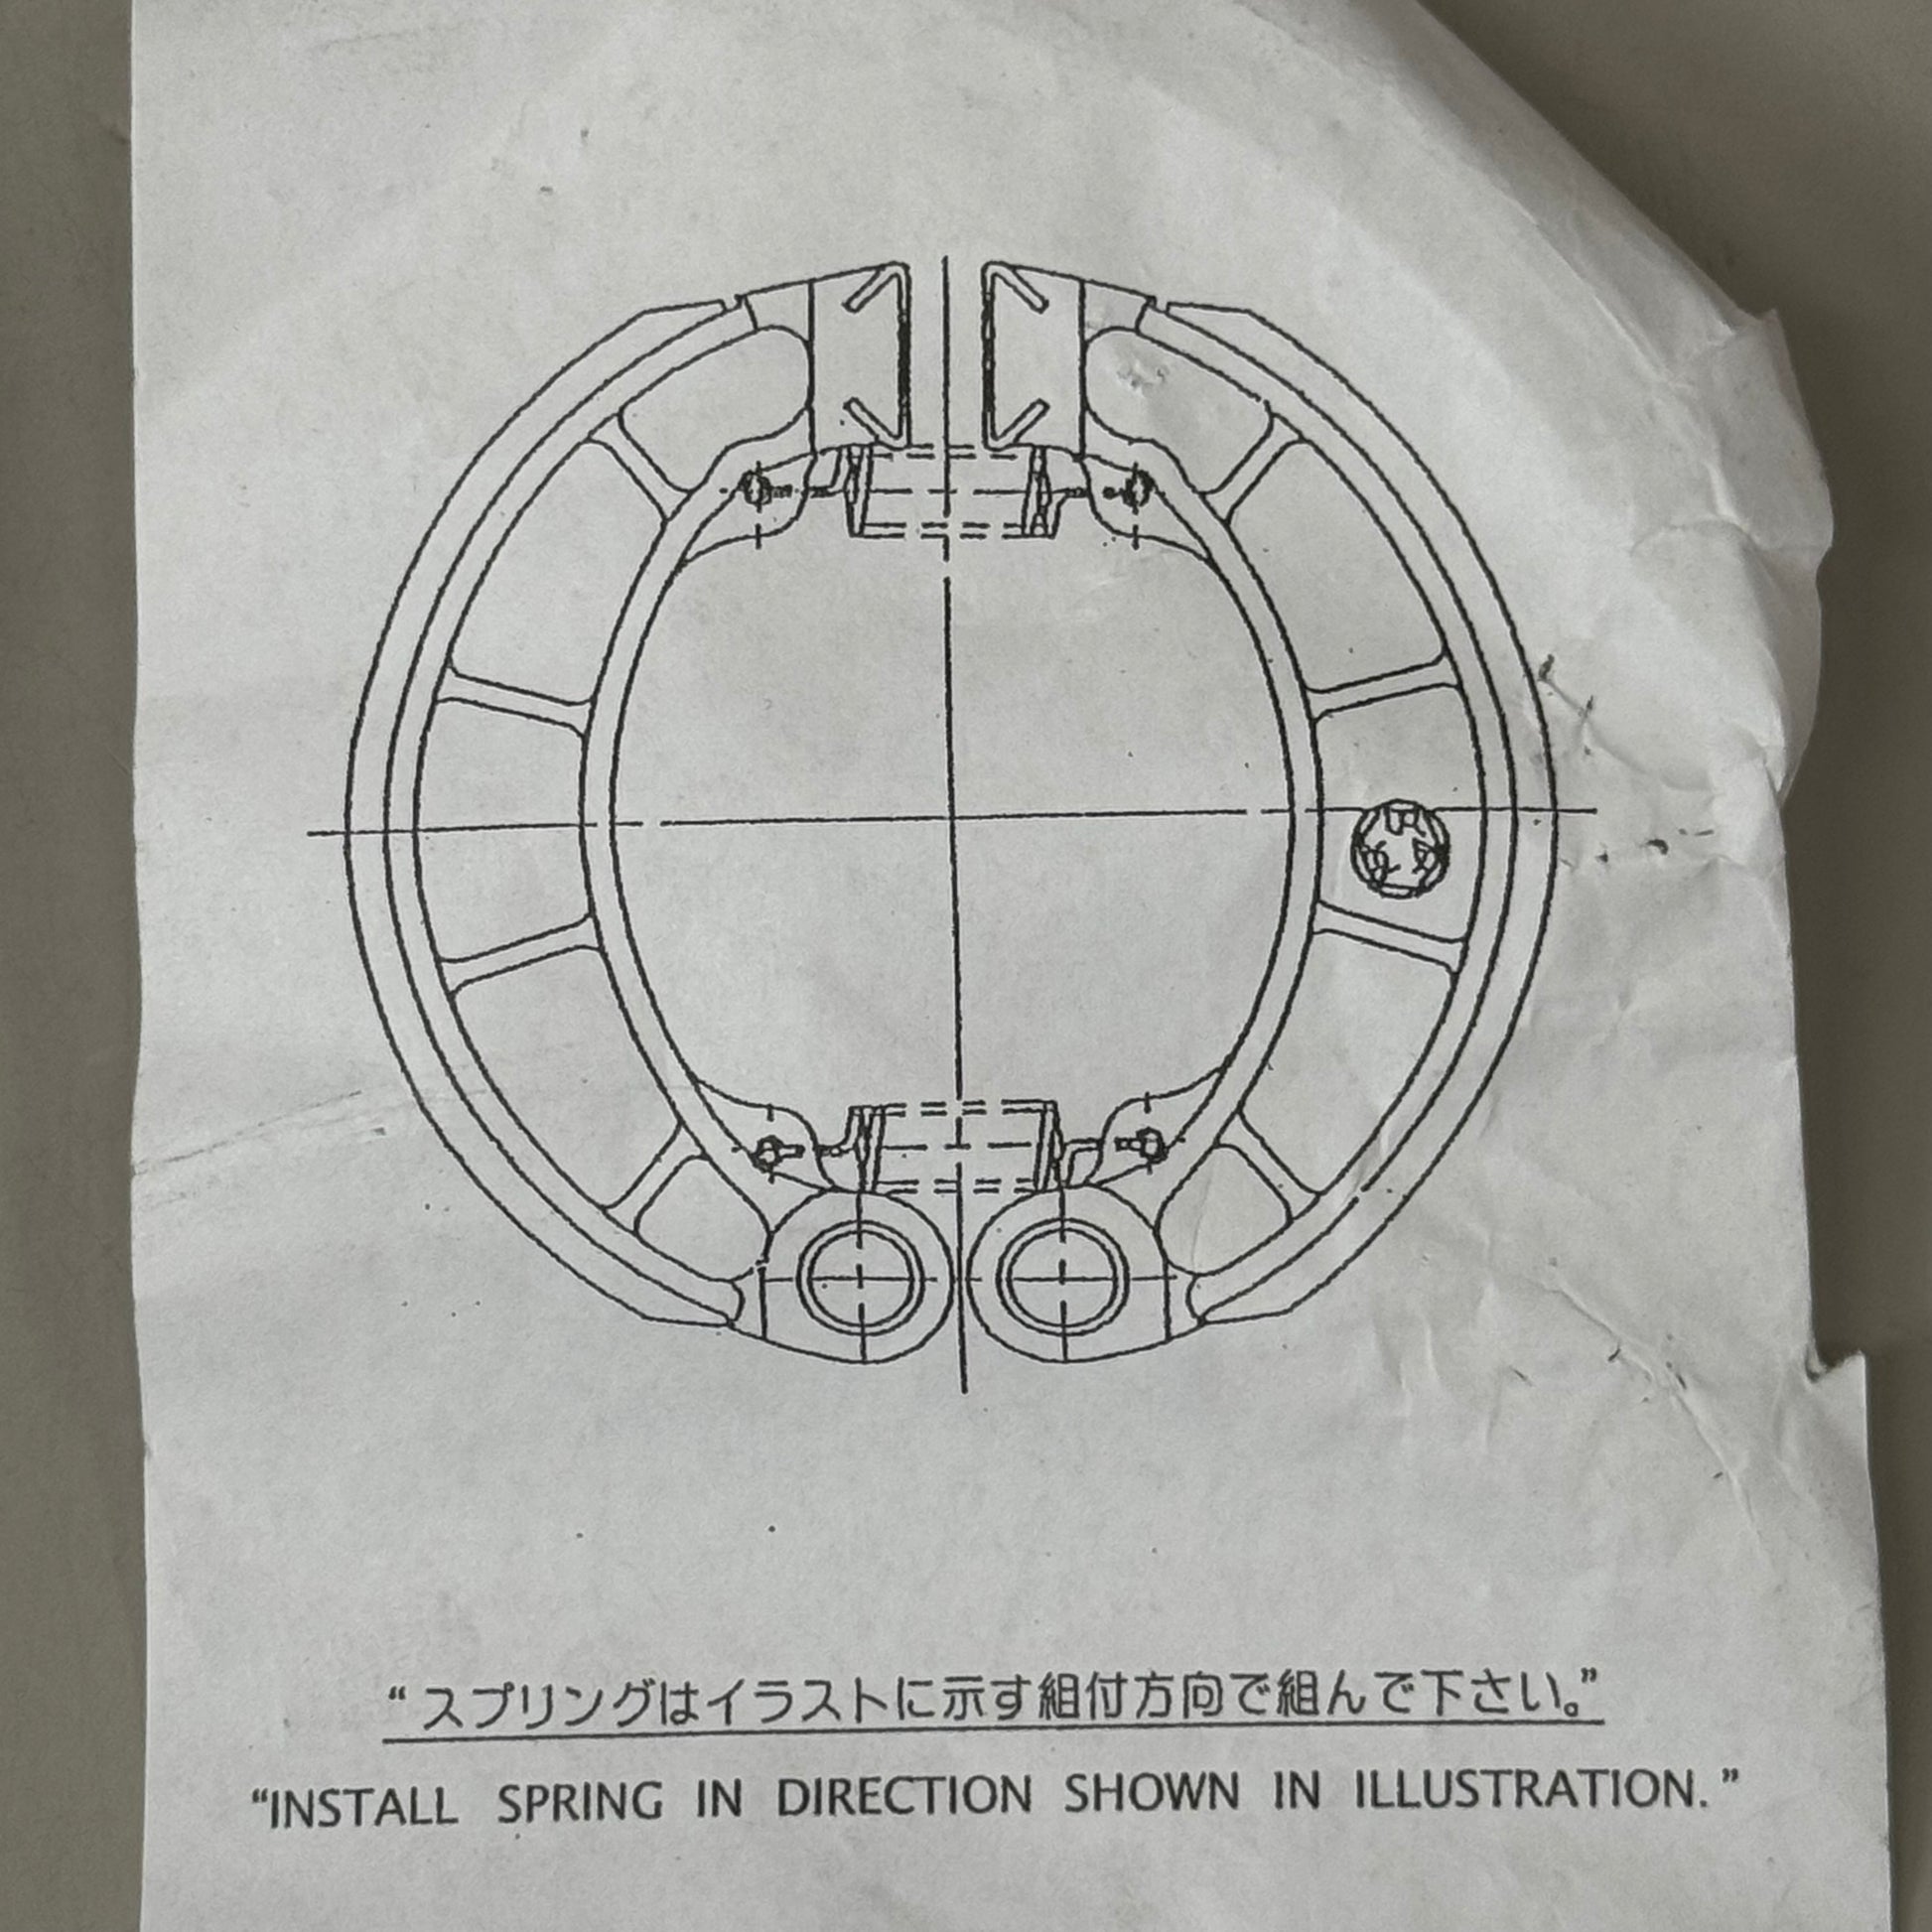 “スプリングはイラストに示す組付方向で組んで下さい。”
“INSTALL SPRING IN DIRECTION SHOWN IN ILLUSTRATION.”